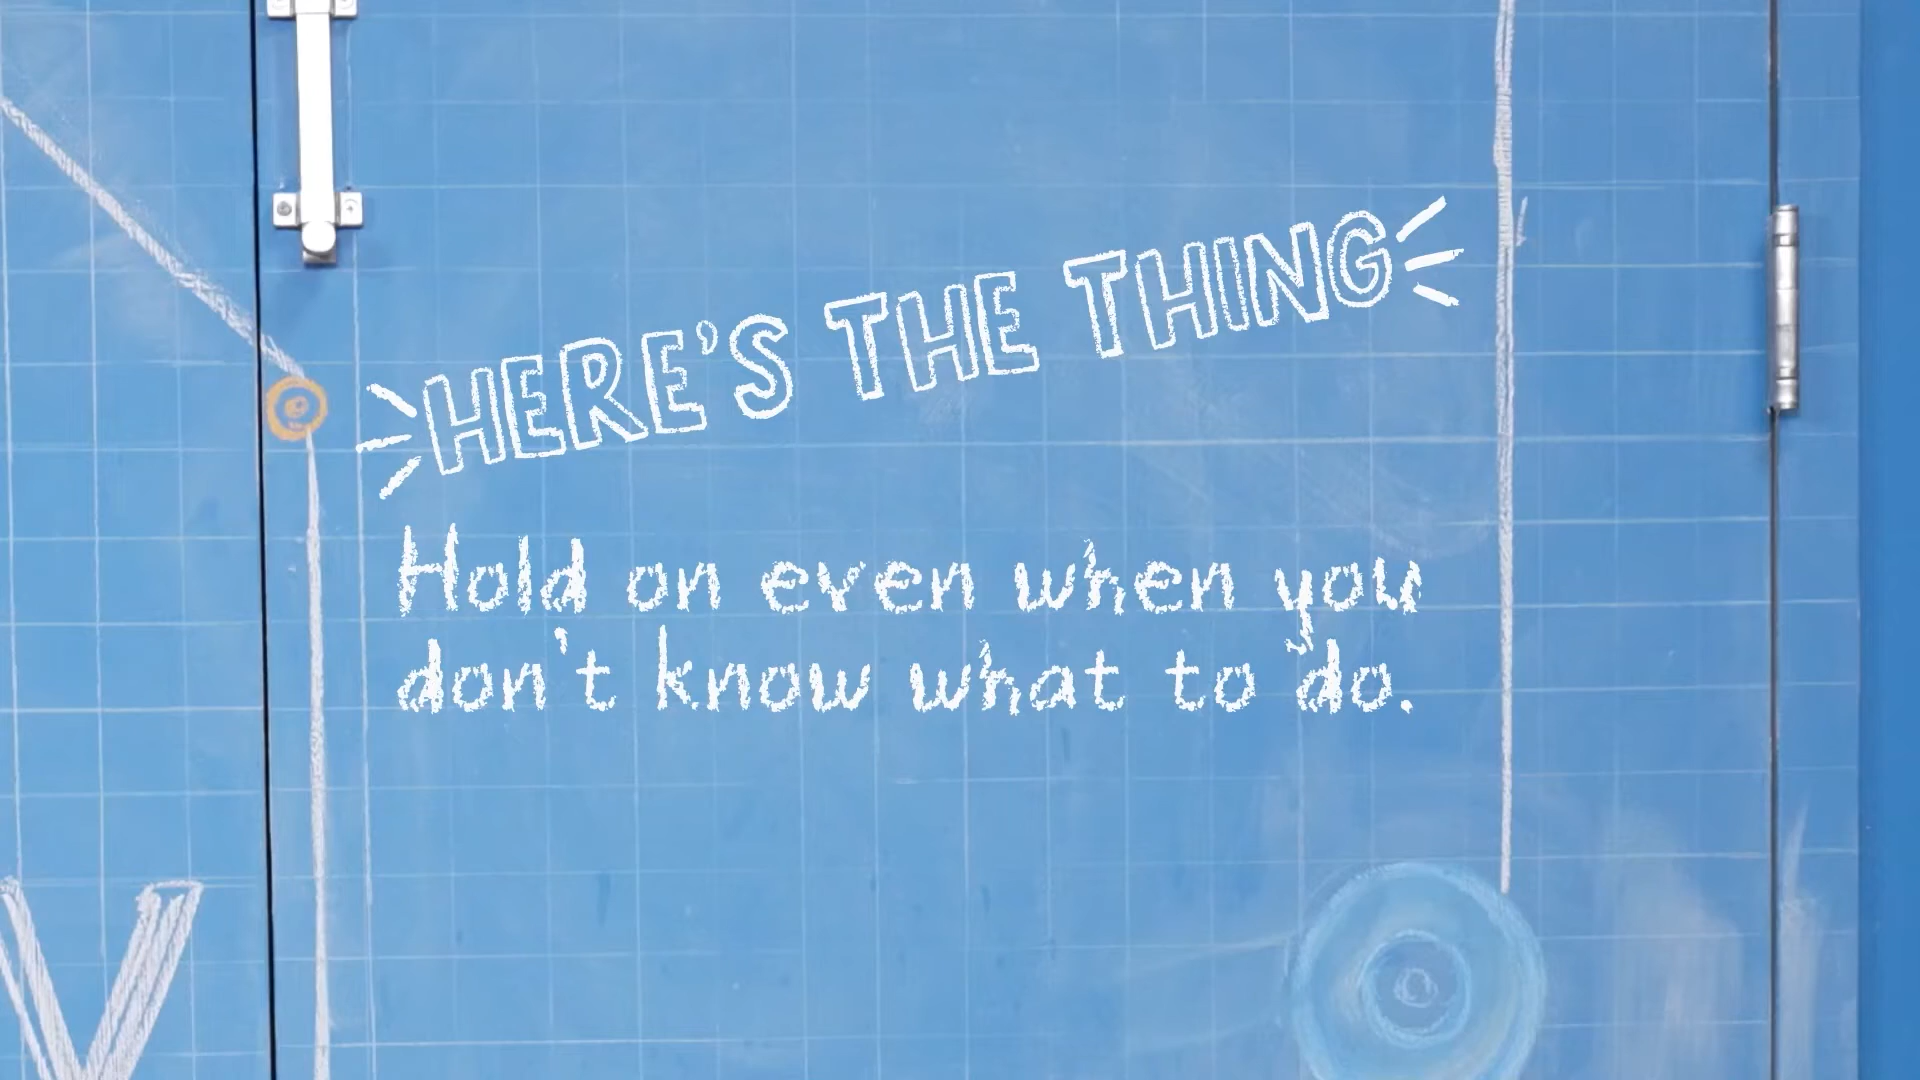 HERE'S THE THING
Hold on even when you
don't know what to do.
V